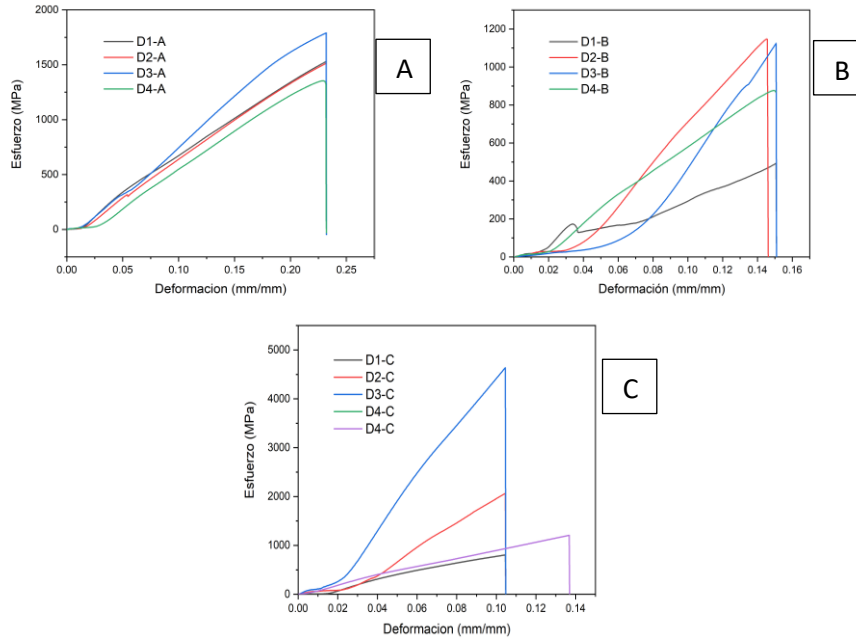 2000
1500
1000
500
0
Esfuerzo (MPa)
D1-A
D2-A
D3-A
D4-A
0.00
0.05
0.10
0.15
0.20
0.25
Deformacion (mm/mm)
A
1200
1000
800
600
400
200
0
Esfuerzo (MPa)
D1-B
D2-B
D3-B
D4-B
0.00
0.02
0.04
0.06
0.08
0.10
0.12
0.14
0.16
Deformación (mm/mm)
B
5000
4000
3000
2000
1000
0
Esfuerzo (MPa)
D1-C
D2-C
D3-C
D4-C
D4-C
0.00
0.02
0.04
0.06
0.08
0.10
0.12
0.14
Deformacion (mm/mm)
C